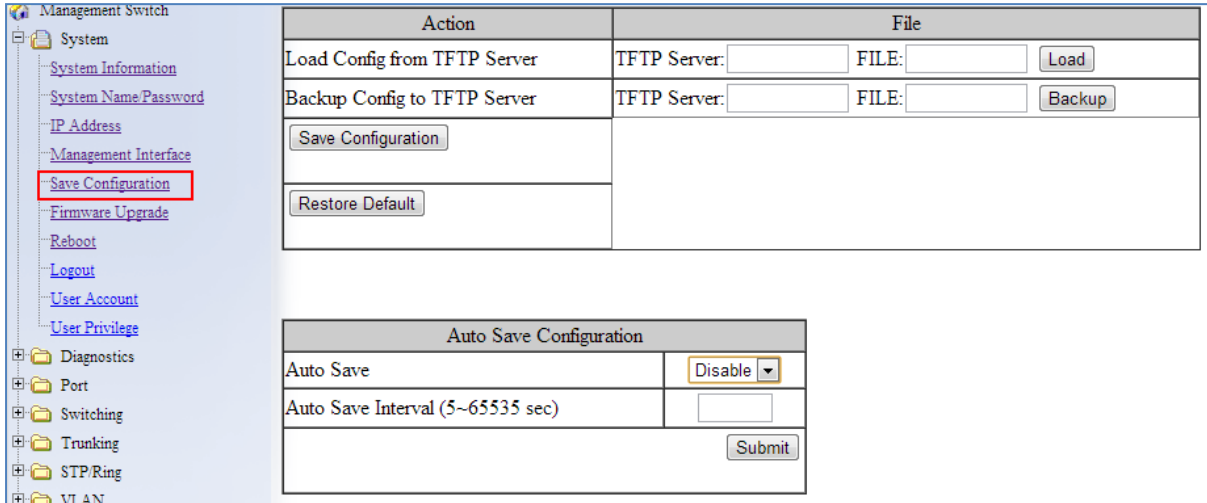 Management Switch
System
System Information
System Name/Password
IP Address
Management Interface
Save Configuration
Firmware Upgrade
Reboot
Logout
User Account
User Privilege
Diagnostics
Port
Switching
Trunking
STP/Ring
VLAN
Action File
Load Config from TFTP Server TFTP Server: FILE: Load
Backup Config to TFTP Server TFTP Server: FILE: Backup
Save Configuration
Restore Default
Auto Save Configuration
Auto Save Disable
Auto Save Interval (5~65535 sec)
Submit